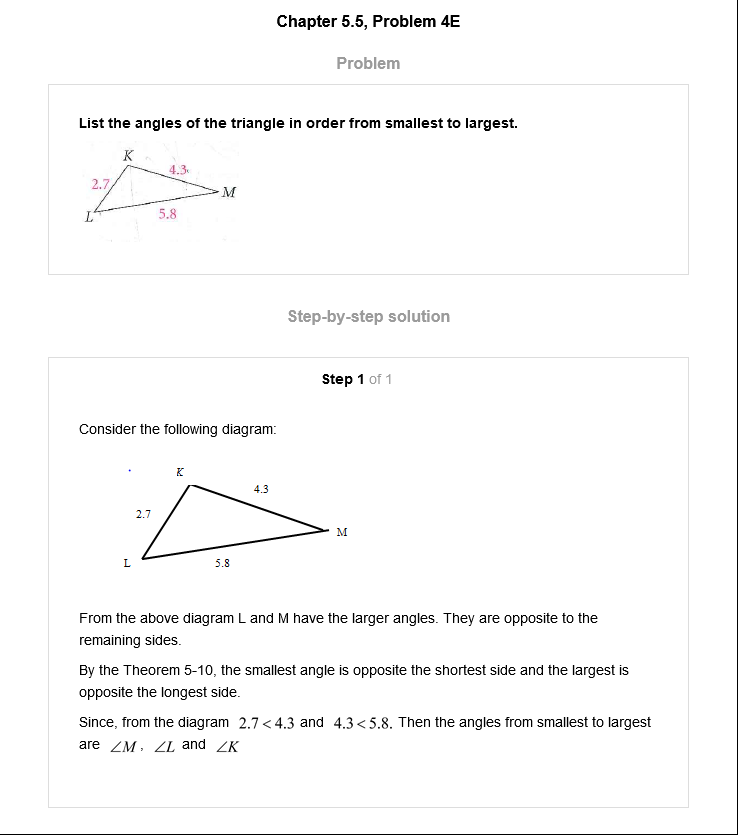 Chapter 5.5, Problem 4E
Problem
List the angles of the triangle in order from smallest to largest.
K
4.3
2.7
M
L
5.8
Step-by-step solution
Step 1 of 1
Consider the following diagram:
K
4.3
2.7
M
L
5.8
From the above diagram L and M have the larger angles. They are opposite to the
remaining sides.
By the Theorem 5-10, the smallest angle is opposite the shortest side and the largest is
opposite the longest side.
Since, from the diagram 2.7 < 4.3 and 4.3 < 5.8. Then the angles from smallest to largest
are ∠M, ∠L and ∠K